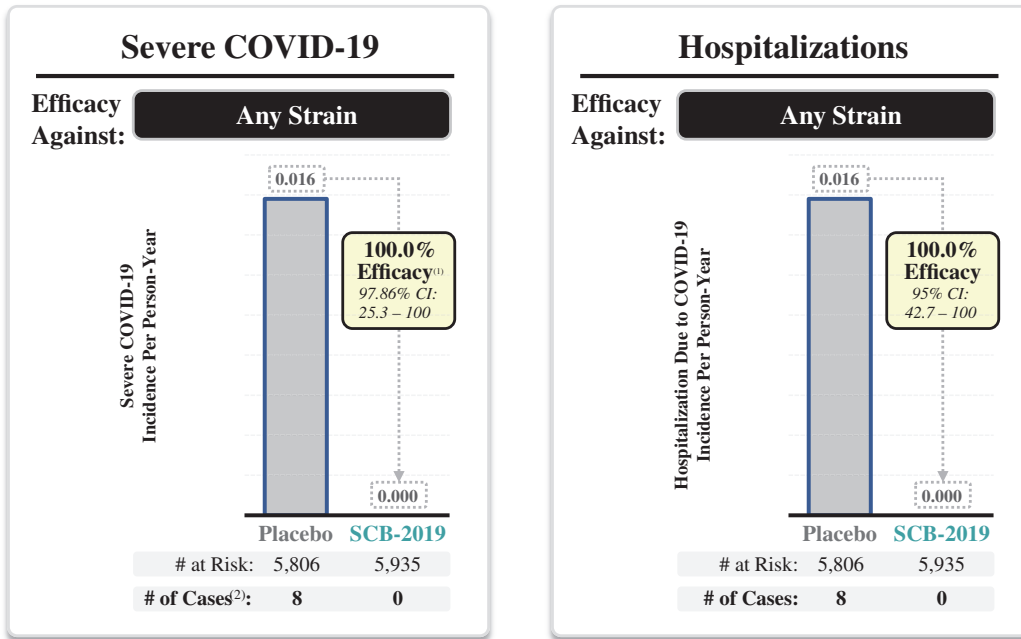 Severe COVID-19
Efficacy
Against:
Any Strain
0.016
100.0%
Efficacy(1)
97.86% CI:
25.3 – 100
Severe COVID-19
Incidence Per Person-Year
0.000
Placebo SCB-2019
# at Risk: 5,806 5,935
# of Cases(2): 8 0
Hospitalizations
Efficacy
Against:
Any Strain
0.016
100.0%
Efficacy
95% CI:
42.7 – 100
Hospitalization Due to COVID-19
Incidence Per Person-Year
0.000
Placebo SCB-2019
# at Risk: 5,806 5,935
# of Cases: 8 0